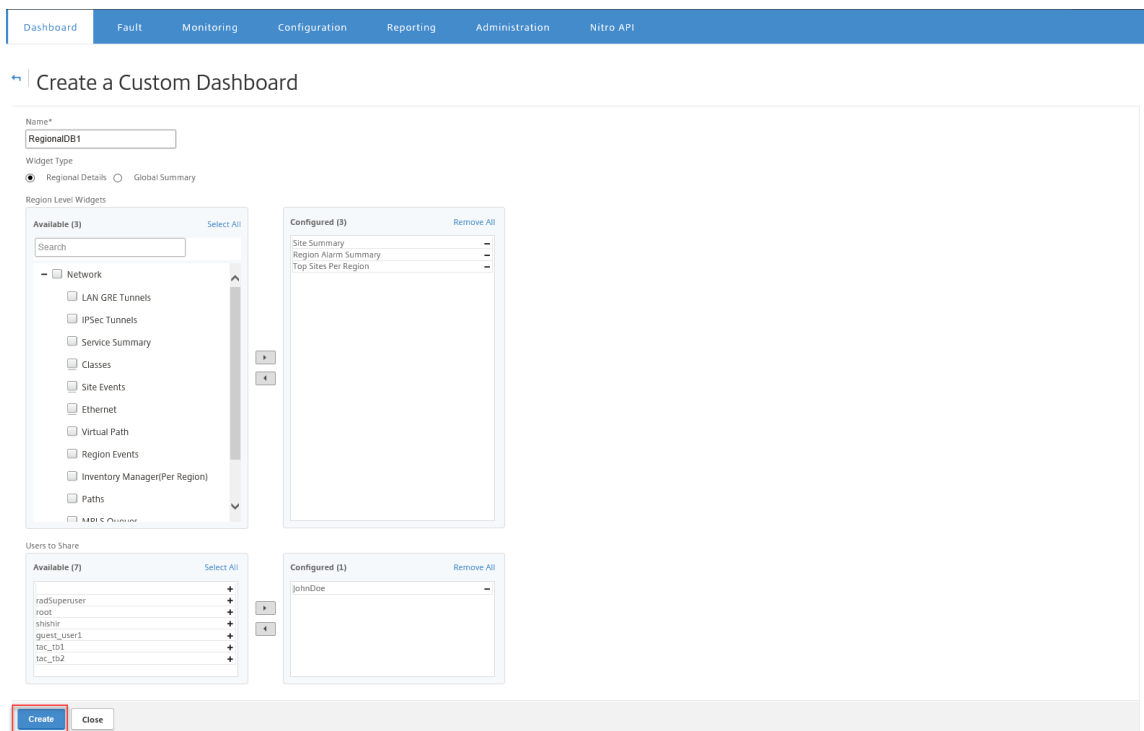 Dashboard Fault Monitoring Configuration Reporting Administration Nitro API
Create a Custom Dashboard
Name*
RegionalDB1
Widget Type
Regional Details Global Summary
Region Level Widgets
Available (3) Select All
Search
Network
LAN GRE Tunnels
IPSec Tunnels
Service Summary
Classes
Site Events
Ethernet
Virtual Path
Region Events
Inventory Manager(Per Region)
Paths
MPLS Queues
Configured (3) Remove All
Site Summary
Region Alarm Summary
Top Sites Per Region
Users to Share
Available (7) Select All
radSuperuser
root
shishir
guest_user1
tac_tb1
tac_tb2
Configured (1) Remove All
JohnDoe
Create Close